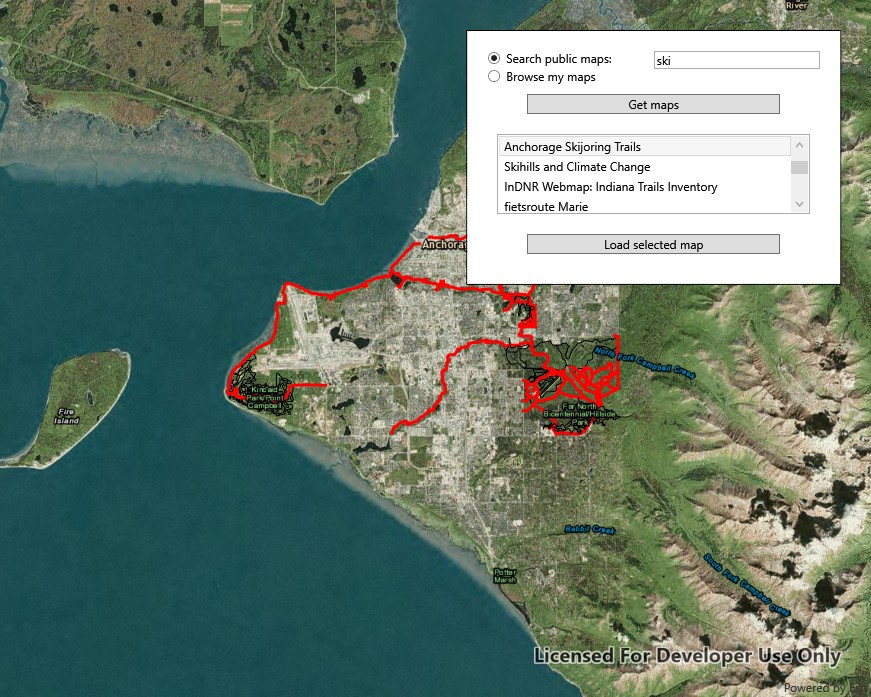 River
Search public maps:
ski
Browse my maps
Get maps
Anchorage Skijoring Trails
Skihills and Climate Change
InDNR Webmap: Indiana Trails Inventory
fietsroute Marie
Load selected map
Anchora
North Fork Campbell Creek
Kincaid
Park/Point
Campbell
Fire
Island
Far North
Bicentennial/Hillside
Park
Rabbit Creek
Potter
Marsh
South Fork Campbell Creek
Licensed For Developer Use Only
Powered by Esri